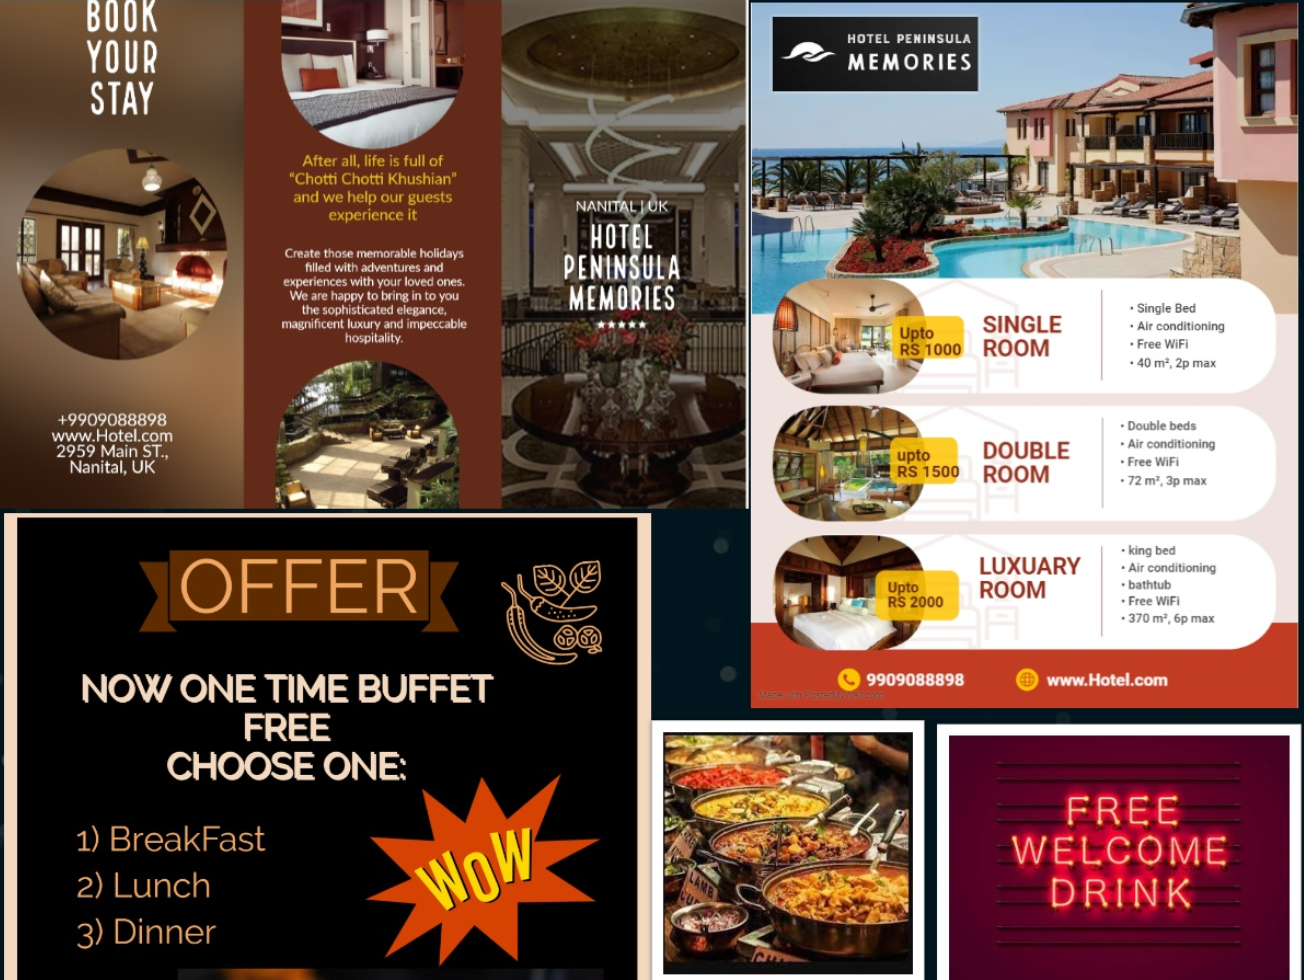 BOOK
YOUR
STAY
+9909088898
www.Hotel.com
2959 Main ST.,
Nanital, UK
After all, life is full of
“Chotti Chotti Khushian”
and we help our guests
experience it
Create those memorable holidays
filled with adventures and
experiences with your loved ones.
We are happy to bring in to you
the sophisticated elegance,
magnificent luxury and impeccable
hospitality.
NANITAL | UK
HOTEL
PENINSULA
MEMORIES
HOTEL PENINSULA
MEMORIES
Upto
RS 1000
SINGLE
ROOM
• Single Bed
• Air conditioning
• Free WiFi
• 40 m², 2p max
upto
RS 1500
DOUBLE
ROOM
• Double beds
• Air conditioning
• Free WiFi
• 72 m², 3p max
Upto
RS 2000
LUXUARY
ROOM
• king bed
• Air conditioning
• bathtub
• Free WiFi
• 370 m², 6p max
9909088898
www.Hotel.com
OFFER
NOW ONE TIME BUFFET
FREE
CHOOSE ONE:
1) BreakFast
2) Lunch
3) Dinner
WOW
LAMB
FREE
WELCOME
DRINK